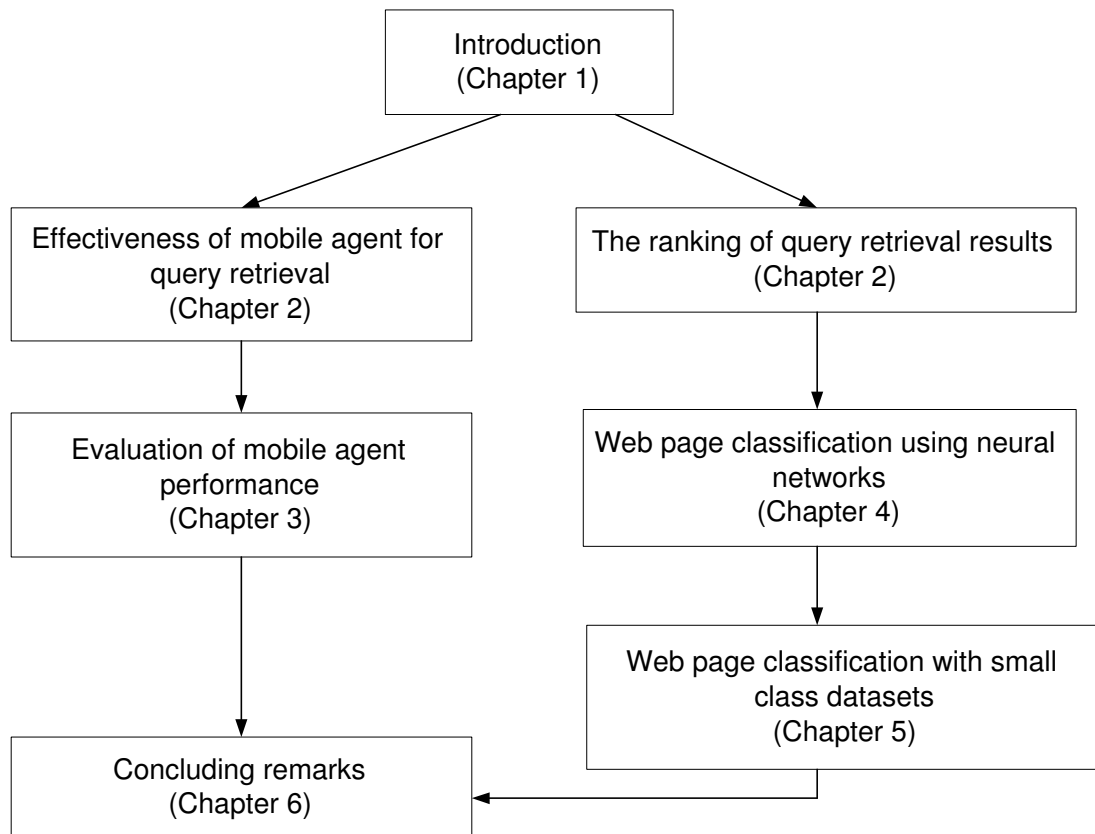 Introduction
(Chapter 1)
Effectiveness of mobile agent for
query retrieval
(Chapter 2)
The ranking of query retrieval results
(Chapter 2)
Evaluation of mobile agent
performance
(Chapter 3)
Web page classification using neural
networks
(Chapter 4)
Web page classification with small
class datasets
(Chapter 5)
Concluding remarks
(Chapter 6)